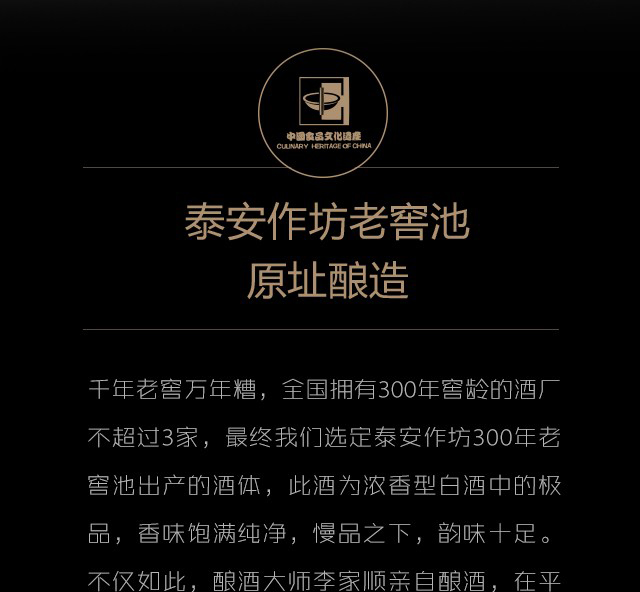 中國食品文化遗产
CULINARY HERITAGE OF CHINA
泰安作坊老窖池
原址酿造
千年老窖万年糟，全国拥有300年窖龄的酒厂
不超过3家，最终我们选定泰安作坊300年老
窖池出产的酒体，此酒为浓香型白酒中的极
品，香味饱满纯净，慢品之下，韵味十足。
不仅如此，酿酒大师李家顺亲自酿酒，在平